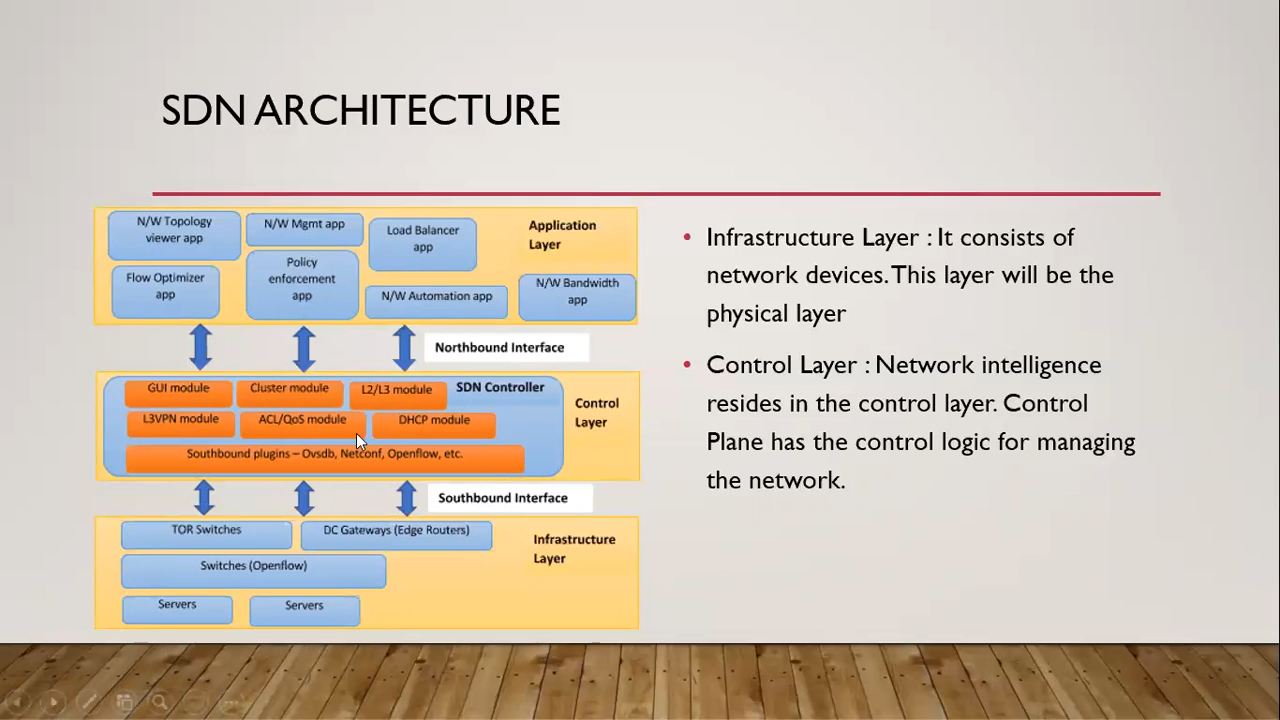 SDN ARCHITECTURE
N/W Topology
viewer app
N/W Mgmt app
Load Balancer
app
Application
Layer
Flow Optimizer
app
Policy
enforcement
app
N/W Automation app
N/W Bandwidth
app
Northbound Interface
GUI module
Cluster module
L2/L3 module
SDN Controller
L3VPN module
ACL/QoS module
DHCP module
Control
Layer
Southbound plugins – Ovsdb, Netconf, Openflow, etc.
Southbound Interface
TOR Switches
DC Gateways (Edge Routers)
Infrastructure
Layer
Switches (Openflow)
Servers
Servers
• Infrastructure Layer : It consists of
network devices. This layer will be the
physical layer
• Control Layer : Network intelligence
resides in the control layer. Control
Plane has the control logic for managing
the network.